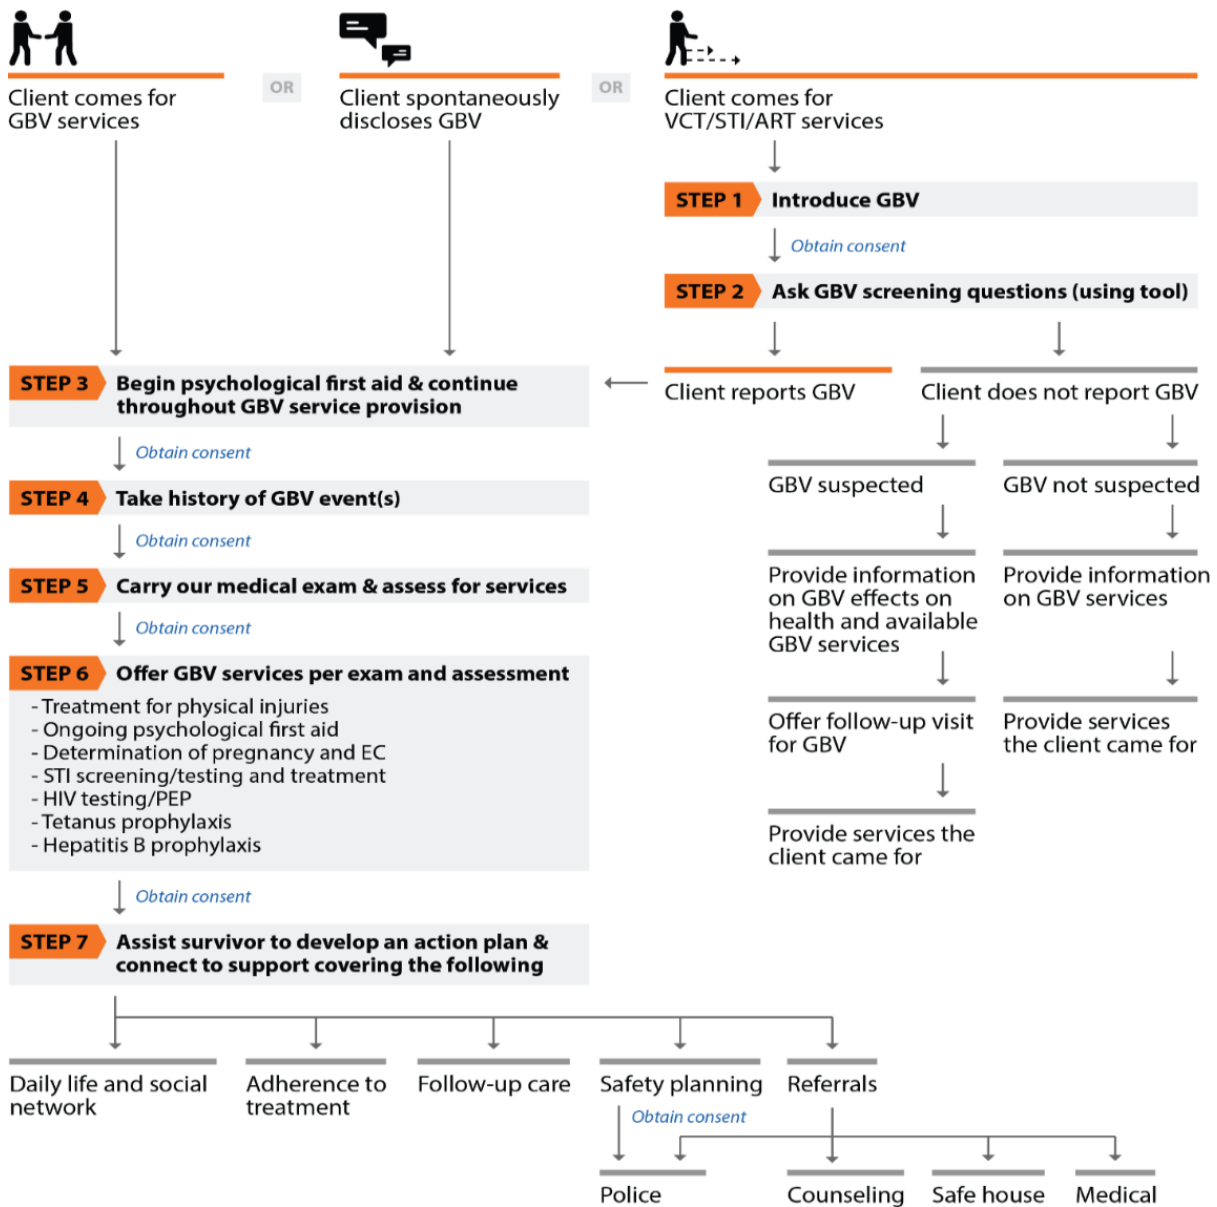 Client comes for
GBV services
OR
Client spontaneously
discloses GBV
OR
Client comes for
VCT/STI/ART services
STEP 1 Introduce GBV
Obtain consent
STEP 2 Ask GBV screening questions (using tool)
Client reports GBV
Client does not report GBV
GBV suspected
GBV not suspected
Provide information
on GBV effects on
health and available
GBV services
Provide information
on GBV services
Offer follow-up visit
for GBV
Provide services
the client came for
Provide services the
client came for
STEP 3 Begin psychological first aid & continue
throughout GBV service provision
Obtain consent
STEP 4 Take history of GBV event(s)
Obtain consent
STEP 5 Carry our medical exam & assess for services
Obtain consent
STEP 6 Offer GBV services per exam and assessment
- Treatment for physical injuries
- Ongoing psychological first aid
- Determination of pregnancy and EC
- STI screening/testing and treatment
- HIV testing/PEP
- Tetanus prophylaxis
- Hepatitis B prophylaxis
Obtain consent
STEP 7 Assist survivor to develop an action plan &
connect to support covering the following
Daily life and social
network
Adherence to
treatment
Follow-up care
Safety planning
Referrals
Obtain consent
Police
Counseling
Safe house
Medical